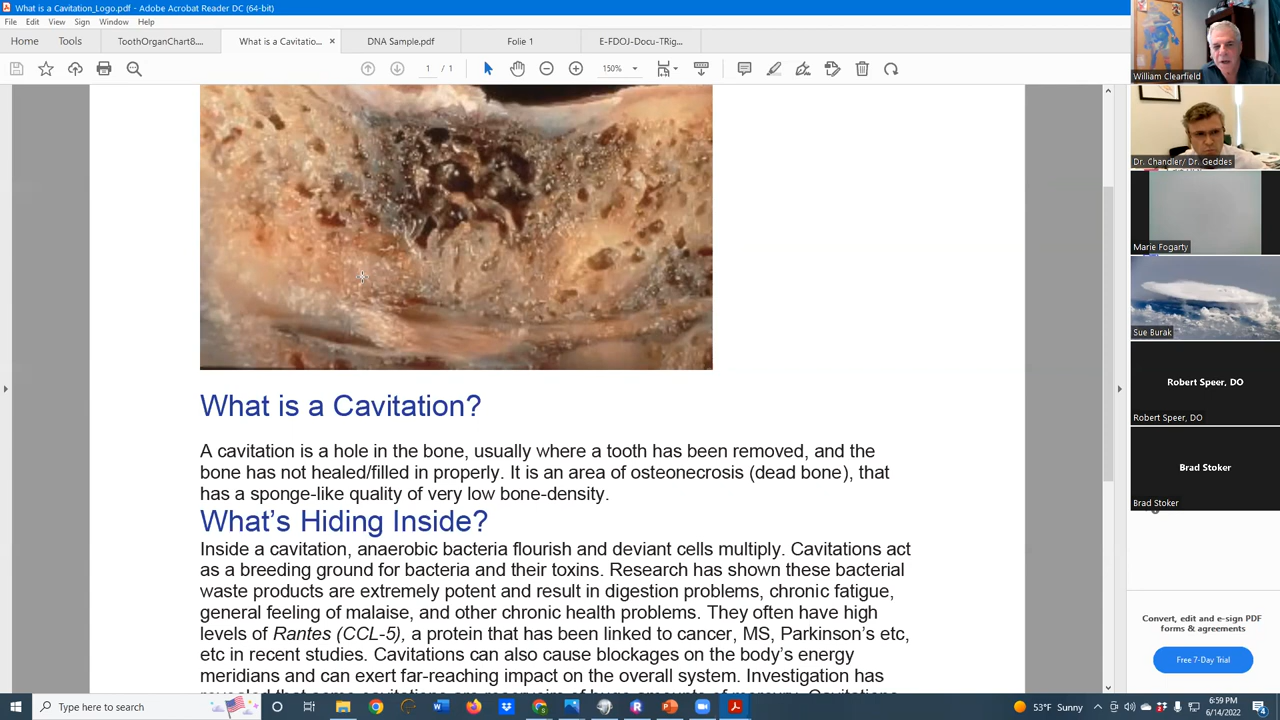 What is a Cavitation_Logo.pdf - Adobe Acrobat Reader DC (64-bit)
File Edit View Sign Window Help
Home Tools ToothOrganChart8.... What is a Cavitatio... × DNA Sample.pdf Folie 1 E-FDOJ-Docu-TRig...
1 / 1 150%
What is a Cavitation?
A cavitation is a hole in the bone, usually where a tooth has been removed, and the
bone has not healed/filled in properly. It is an area of osteonecrosis (dead bone), that
has a sponge-like quality of very low bone-density.
What's Hiding Inside?
Inside a cavitation, anaerobic bacteria flourish and deviant cells multiply. Cavitations act
as a breeding ground for bacteria and their toxins. Research has shown these bacterial
waste products are extremely potent and result in digestion problems, chronic fatigue,
general feeling of malaise, and other chronic health problems. They often have high
levels of Rantes (CCL-5), a protein that has been linked to cancer, MS, Parkinson's etc,
etc in recent studies. Cavitations can also cause blockages on the body's energy
meridians and can exert far-reaching impact on the overall system. Investigation has
William Clearfield
Dr. Chandler/ Dr. Geddes
Marie Fogarty
Sue Burak
Robert Speer, DO
Robert Speer, DO
Brad Stoker
Brad Stoker
Convert, edit and e-sign PDF
forms & agreements
Free 7-Day Trial
Type here to search
53°F Sunny
6:59 PM
6/14/2022